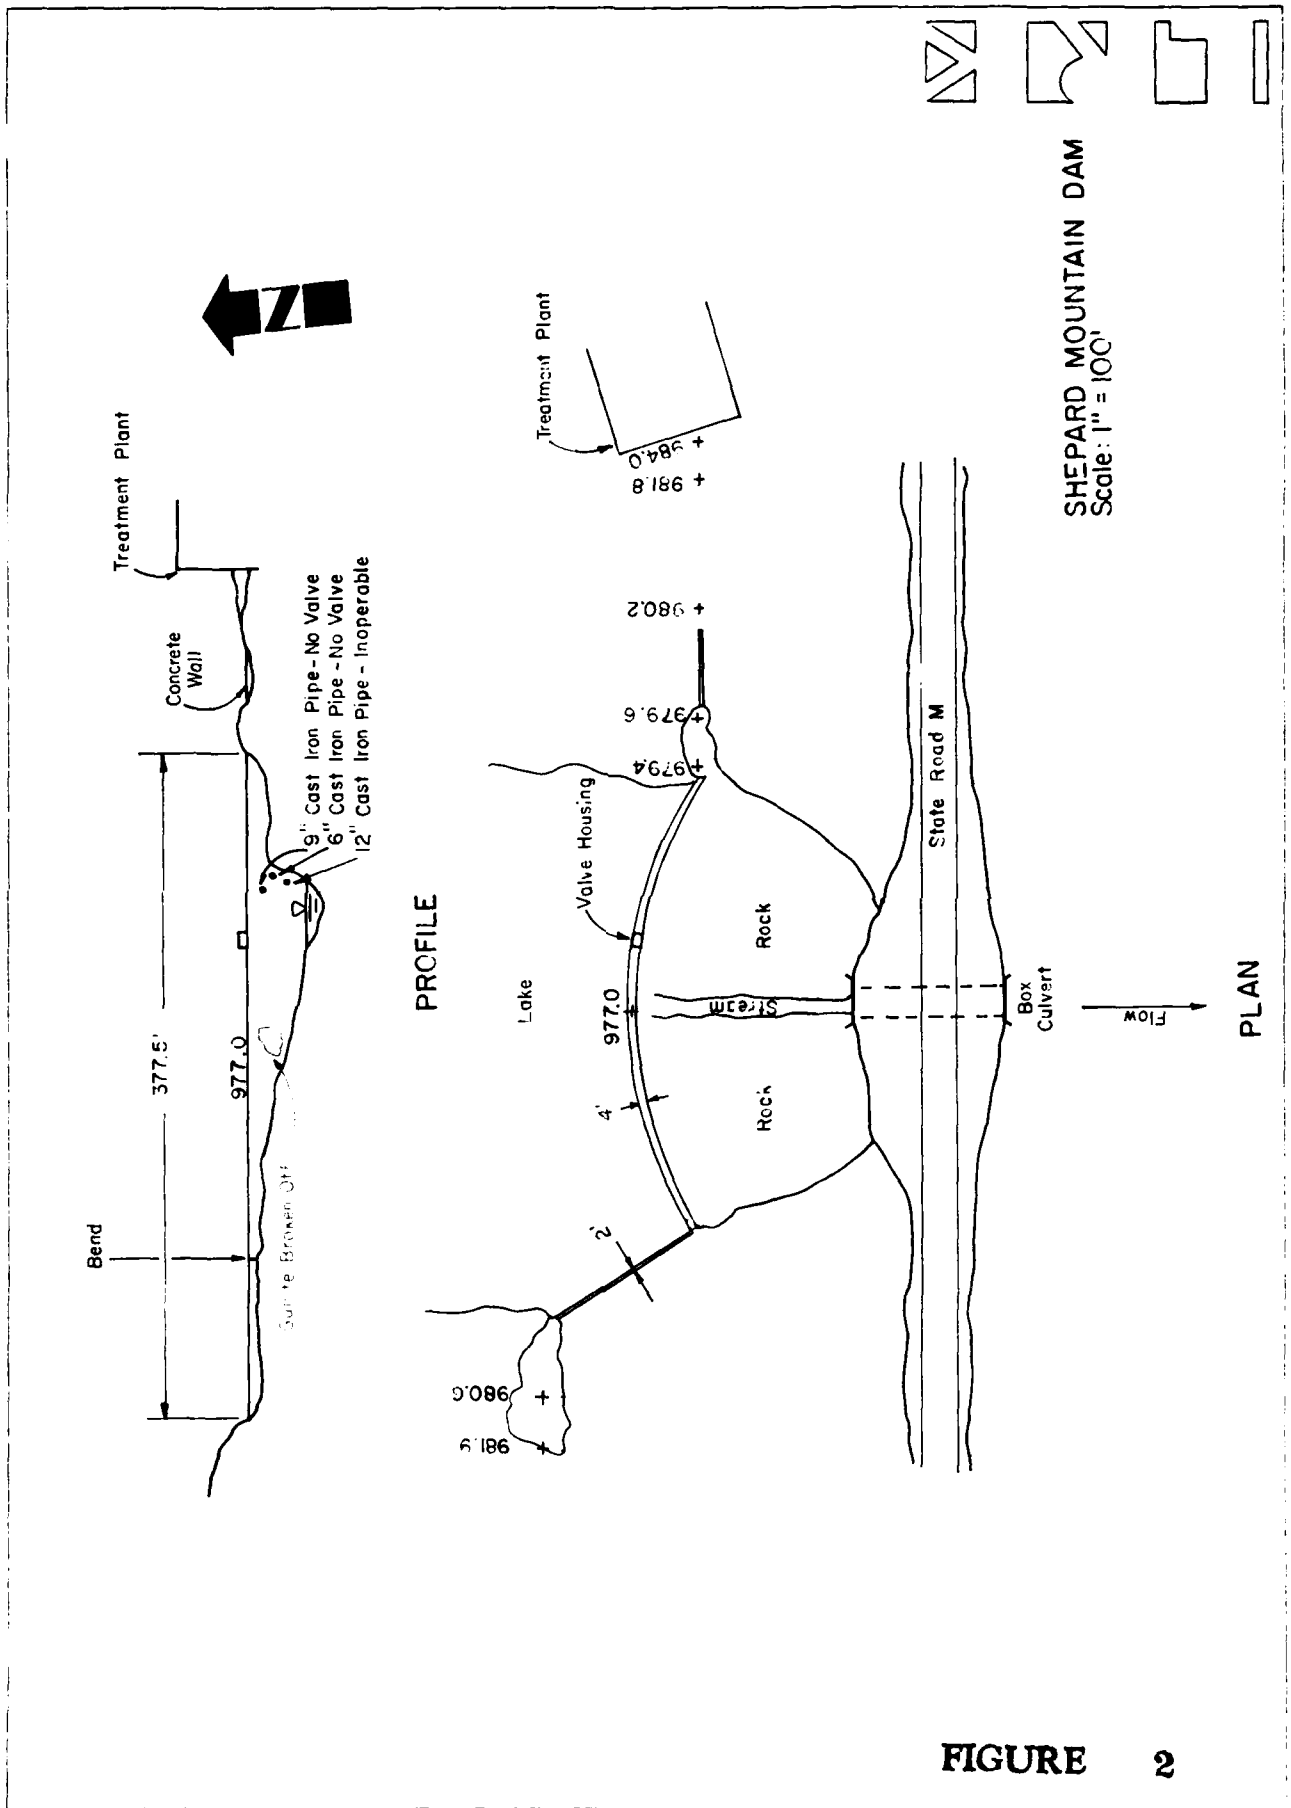 Treatment Plant
Concrete
Wall
9" Cast Iron Pipe-No Valve
6" Cast Iron Pipe-No Valve
12" Cast Iron Pipe - Inoperable
377.5'
977.0
Bend
Broken Off
PROFILE
N
Treatment Plant
984.0
981.8
980.2
979.6
979.4
Valve Housing
Lake
977.0
4'
2'
980.6
981.9
Rock
Stream
Rock
State Road M
Box
Culvert
Flow
PLAN
SHEPARD MOUNTAIN DAM
Scale: 1" = 100'
FIGURE 2